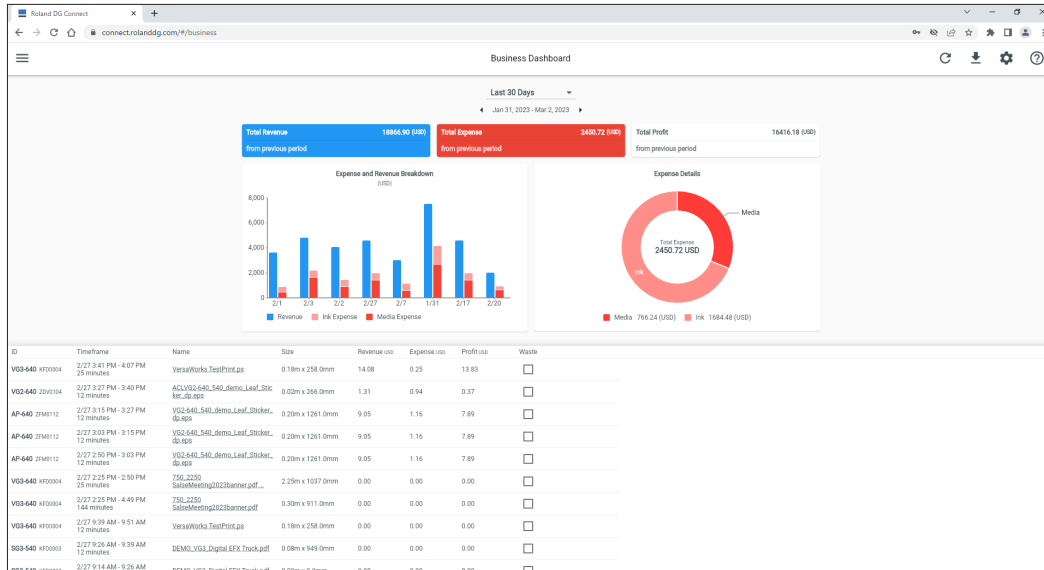 Roland DG Connect
connect.rolanddg.com/#/business
Business Dashboard
Last 30 Days
Jan 31, 2023 - Mar 2, 2023
Total Revenue 18866.90 (USD)
from previous period
Total Expense 2450.72 (USD)
from previous period
Total Profit 16416.18 (USD)
from previous period
Expense and Revenue Breakdown
(USD)
8,000
6,000
4,000
2,000
0
2/1 2/3 2/2 2/27 2/7 1/31 2/17 2/20
Revenue Ink Expense Media Expense
Expense Details
Media
Total Expense
2450.72 USD
Ink
Media 766.24 (USD) Ink 1684.48 (USD)
ID Timeframe Name Size Revenue USD Expense USD Profit USD Waste
VG3-640 KFD0004 2/27 3:41 PM - 4:07 PM VersaWorks TestPrint.ps 0.18m x 258.0mm 14.08 0.25 13.83
25 minutes
VG2-640 ZDV0104 2/27 3:27 PM - 3:40 PM ACLVG2-640_540_demo_Leaf_Stic 0.02m x 266.0mm 1.31 0.94 0.37
12 minutes ker_dp.eps
AP-640 ZFM0112 2/27 3:15 PM - 3:27 PM VG2-640_540_demo_Leaf_Sticker_ 0.20m x 1261.0mm 9.05 1.16 7.89
12 minutes dp.eps
AP-640 ZFM0112 2/27 3:03 PM - 3:15 PM VG2-640_540_demo_Leaf_Sticker_ 0.20m x 1261.0mm 9.05 1.16 7.89
12 minutes dp.eps
AP-640 ZFM0112 2/27 2:50 PM - 3:03 PM VG2-640_540_demo_Leaf_Sticker_ 0.20m x 1261.0mm 9.05 1.16 7.89
12 minutes dp.eps
VG3-640 KFD0004 2/27 2:25 PM - 2:50 PM 750_2250 2.25m x 1037.0mm 0.00 0.00 0.00
25 minutes SalseMeeting2023banner.pdf ...
VG3-640 KFD0004 2/27 2:25 PM - 4:49 PM 750_2250 0.30m x 911.0mm 0.00 0.00 0.00
144 minutes SalseMeeting2023banner.pdf
VG3-640 KFD0004 2/27 9:39 AM - 9:51 AM VersaWorks TestPrint.ps 0.18m x 258.0mm 0.00 0.00 0.00
12 minutes
SG3-540 KFD0003 2/27 9:26 AM - 9:39 AM DEMO_VG3_Digital EFX Truck.pdf 0.08m x 949.0mm 0.00 0.00 0.00
12 minutes
2/27 9:14 AM - 9:26 AM